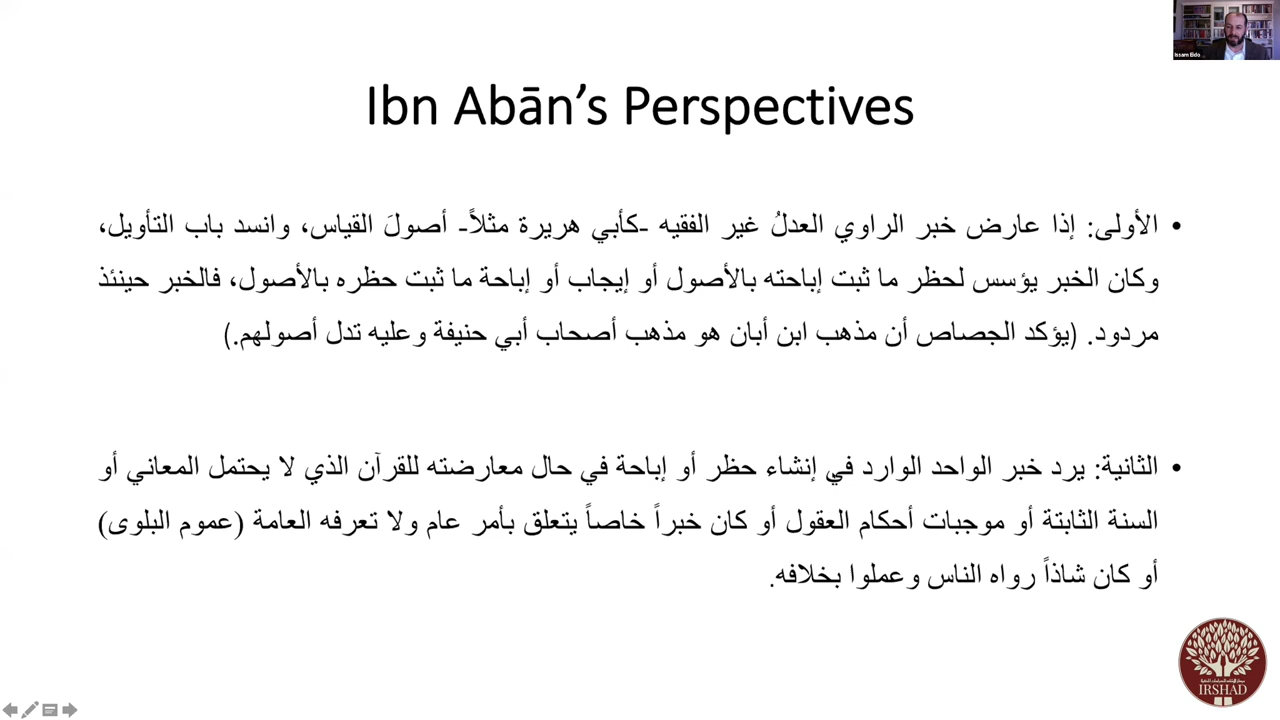 Issam Eido
Ibn Abān’s Perspectives
• الأولى: إذا عارض خبر الراوي العدلُ غير الفقيه -كأبي هريرة مثلاً- أصولَ القياس، وانسد باب التأويل،
وكان الخبر يؤسس لحظر ما ثبت إباحته بالأصول أو إيجاب أو إباحة ما ثبت حظره بالأصول، فالخبر حينئذ
مردود. (يؤكد الجصاص أن مذهب ابن أبان هو مذهب أصحاب أبي حنيفة وعليه تدل أصولهم.)
• الثانية: يرد خبر الواحد الوارد في إنشاء حظر أو إباحة في حال معارضته للقرآن الذي لا يحتمل المعاني أو
السنة الثابتة أو موجبات أحكام العقول أو كان خبراً خاصاً يتعلق بأمر عام ولا تعرفه العامة (عموم البلوى)
أو كان شاذاً رواه الناس وعملوا بخلافه.
IRSHAD